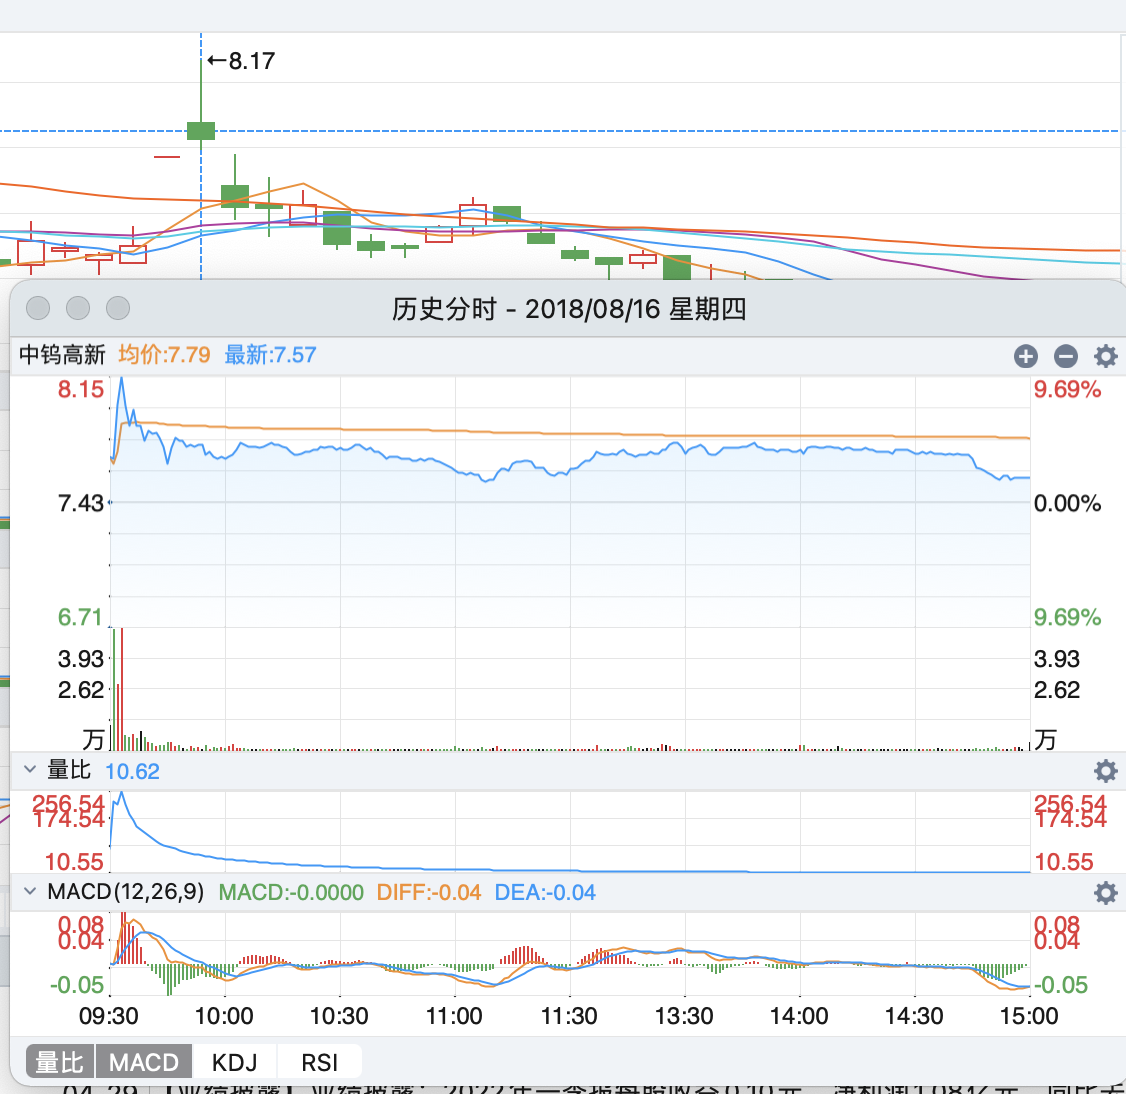 ←8.17
历史分时 - 2018/08/16 星期四
中钨高新 均价:7.79 最新:7.57
8.15 9.69%
7.43 0.00%
6.71 9.69%
3.93 3.93
2.62 2.62
万 万
量比 10.62
256.54 256.54
174.54 174.54
10.55 10.55
MACD(12,26,9) MACD:-0.0000 DIFF:-0.04 DEA:-0.04
0.08 0.08
0.04 0.04
-0.05 -0.05
09:30 10:00 10:30 11:00 11:30 13:30 14:00 14:30 15:00
量比 MACD KDJ RSI